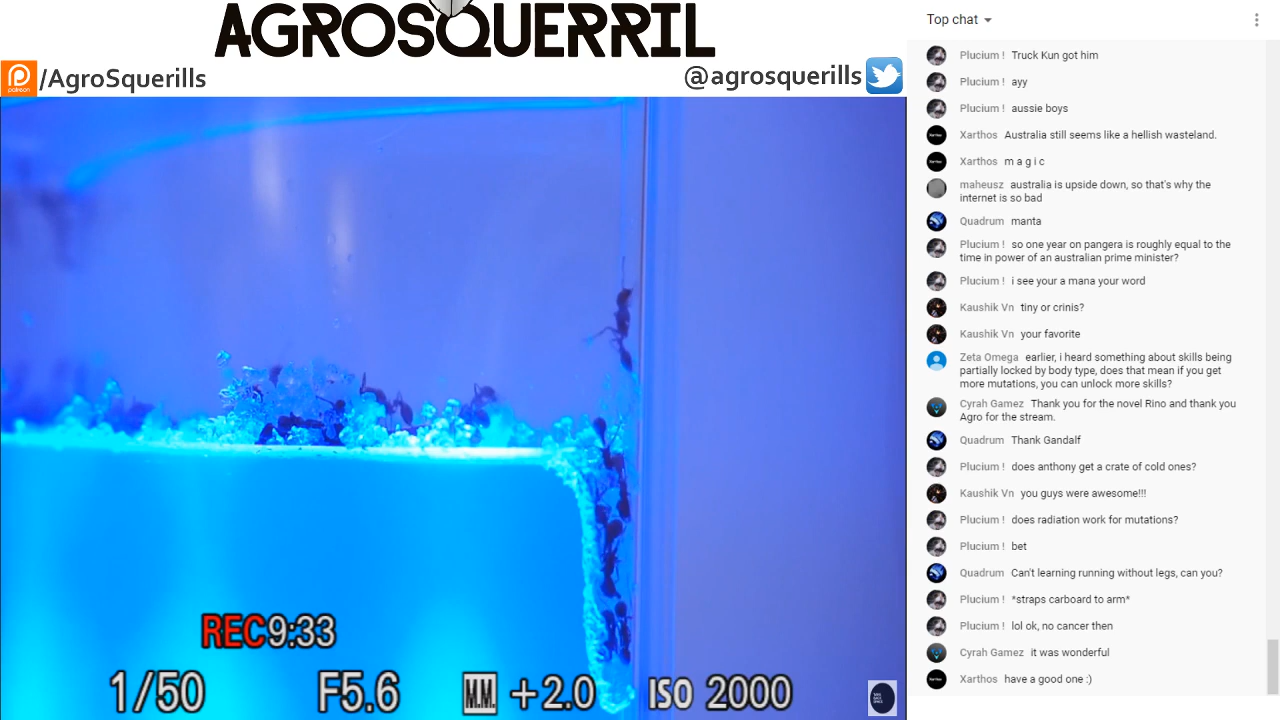 AGROSQUERRIL
/AgroSquerills
@agrosquerills
patreon
REC 9:33
1/50 F5.6 M.M. +2.0 ISO 2000
Top chat
Plucium ! Truck Kun got him
Plucium ! ayy
Plucium ! aussie boys
Xarthos Australia still seems like a hellish wasteland.
Xarthos m a g i c
maheusz australia is upside down, so that's why the
internet is so bad
Quadrum manta
Plucium ! so one year on pangera is roughly equal to the
time in power of an australian prime minister?
Plucium ! i see your a mana your word
Kaushik Vn tiny or crinis?
Kaushik Vn your favorite
Zeta Omega earlier, i heard something about skills being
partially locked by body type, does that mean if you get
more mutations, you can unlock more skills?
Cyrah Gamez Thank you for the novel Rino and thank you
Agro for the stream.
Quadrum Thank Gandalf
Plucium ! does anthony get a crate of cold ones?
Kaushik Vn you guys were awesome!!!
Plucium ! does radiation work for mutations?
Plucium ! bet
Quadrum Can't learning running without legs, can you?
Plucium ! *straps carboard to arm*
Plucium ! lol ok, no cancer then
Cyrah Gamez it was wonderful
Xarthos have a good one :)